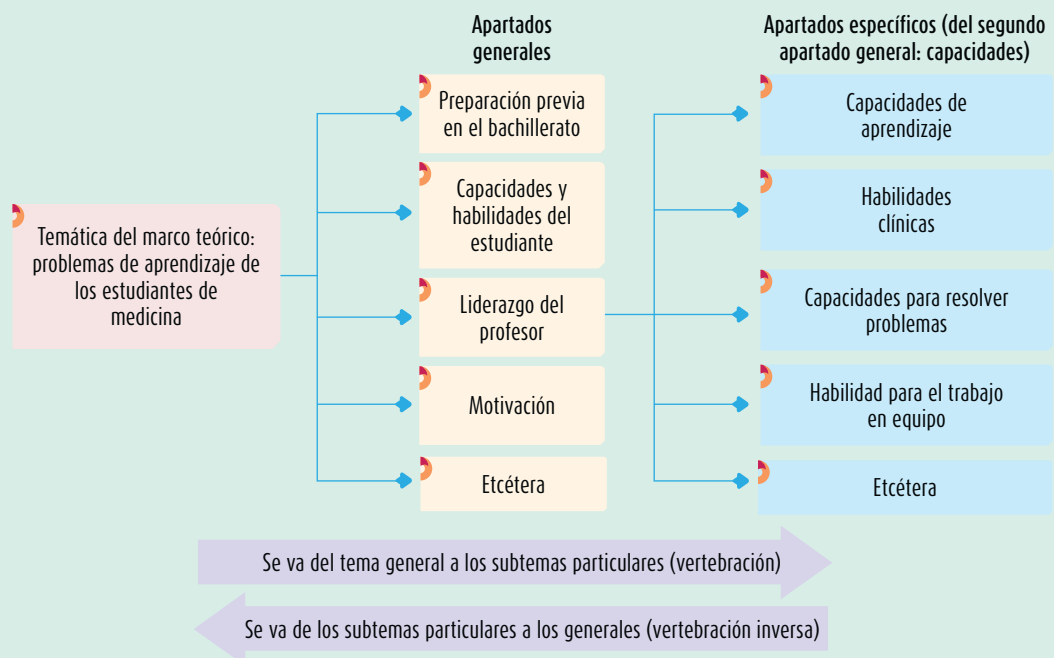 Apartados
generales
Apartados específicos (del segundo
apartado general: capacidades)
Temática del marco teórico:
problemas de aprendizaje de
los estudiantes de
medicina
Preparación previa
en el bachillerato
Capacidades y
habilidades del
estudiante
Liderazgo del
profesor
Motivación
Etcétera
Capacidades de
aprendizaje
Habilidades
clínicas
Capacidades para resolver
problemas
Habilidad para el trabajo
en equipo
Etcétera
Se va del tema general a los subtemas particulares (vertebración)
Se va de los subtemas particulares a los generales (vertebración inversa)